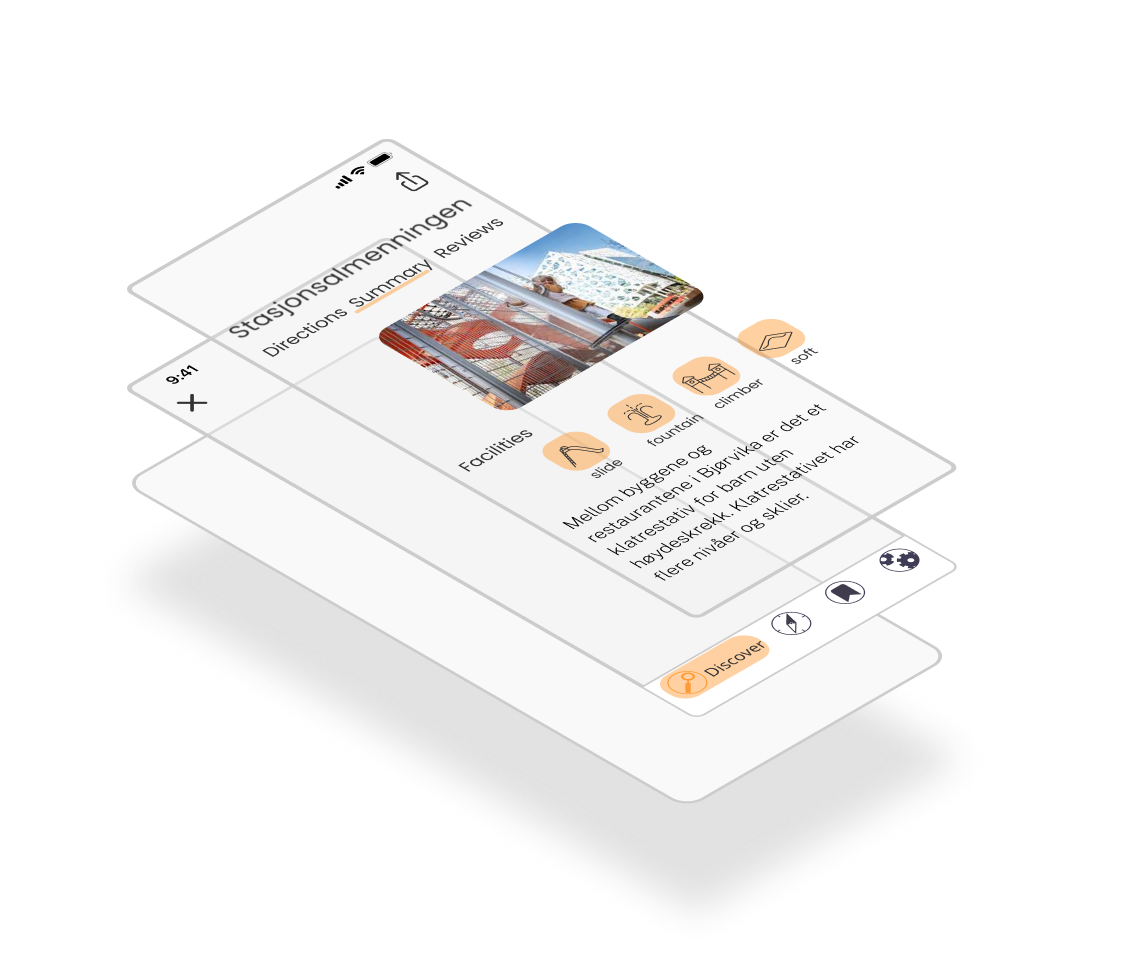 9:41
Stasjonsalmenningen
Directions Summary Reviews
Facilities
slide
fountain
climber
soft
Mellom byggene og
restaurantene i Bjørvika er det et
klatrestativ for barn uten
høydeskrekk. Klatrestativet har
flere nivåer og sklier.
Discover